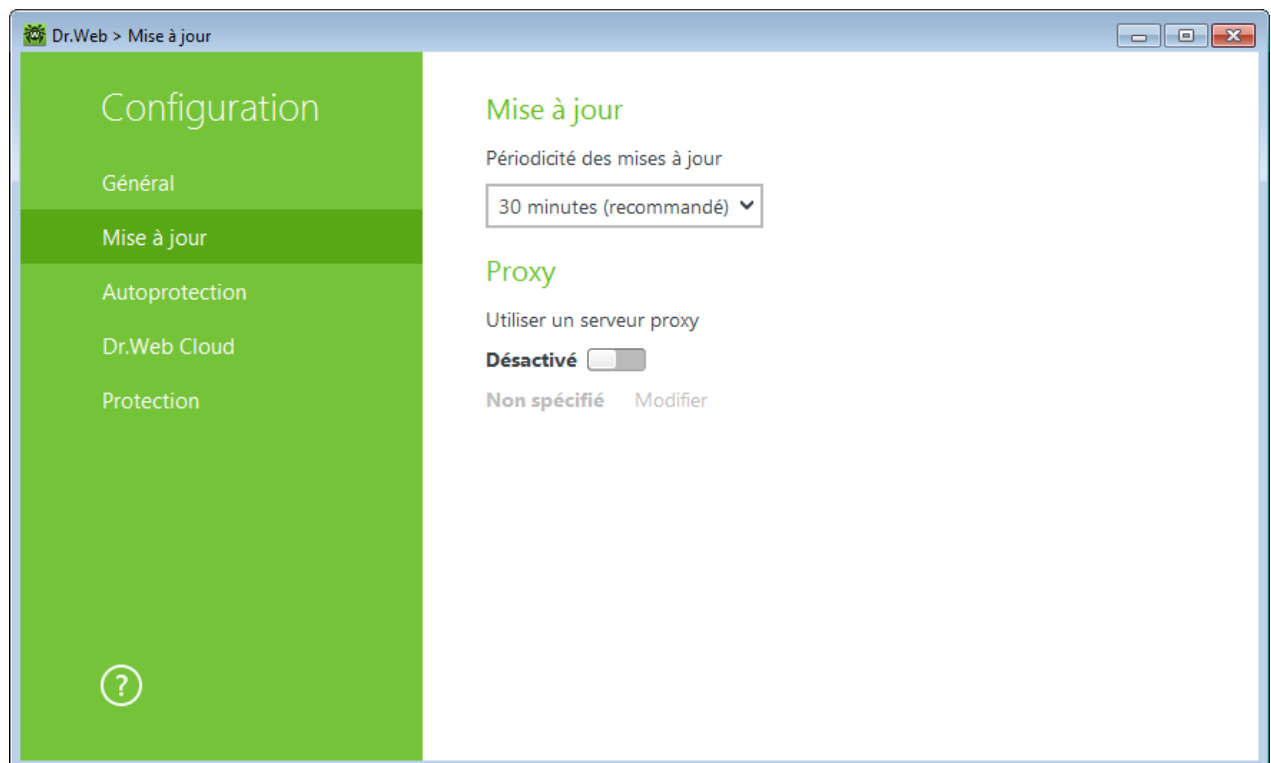 Dr.Web > Mise à jour
Configuration
Général
Mise à jour
Autoprotection
Dr.Web Cloud
Protection
?
Mise à jour
Périodicité des mises à jour
30 minutes (recommandé)
Proxy
Utiliser un serveur proxy
Désactivé
Non spécifié Modifier